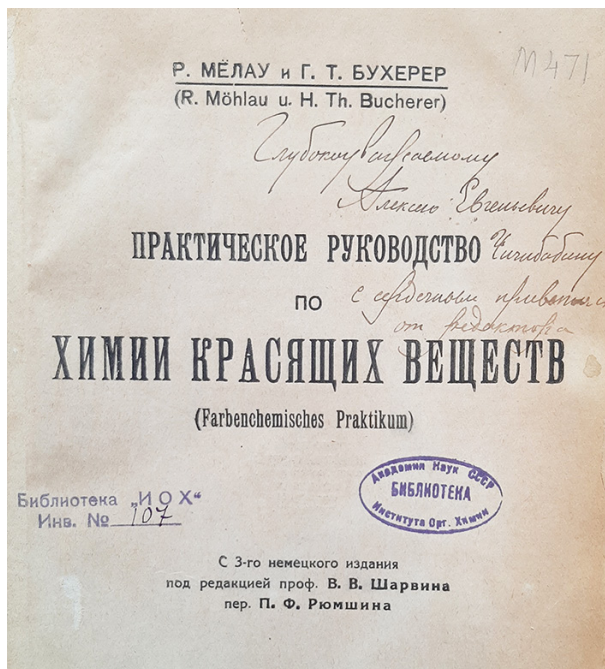 Р. МЁЛАУ и Г. Т. БУХЕРЕР
М471
(R. Möhlau u. H. Th. Bucherer)
Глубокоуважаемому
Алексею Евгеньевичу
Чичибабину
с сердечным приветом
от редактора
ПРАКТИЧЕСКОЕ РУКОВОДСТВО
ПО
ХИМИИ КРАСЯЩИХ ВЕЩЕСТВ
(Farbenchemisches Praktikum)
Академия Наук СССР
БИБЛИОТЕКА
Института Орг. Химии
Библиотека „ИОХ“
Инв. № 107
С 3-го немецкого издания
под редакцией проф. В. В. Шарвина
пер. П. Ф. Рюмшина